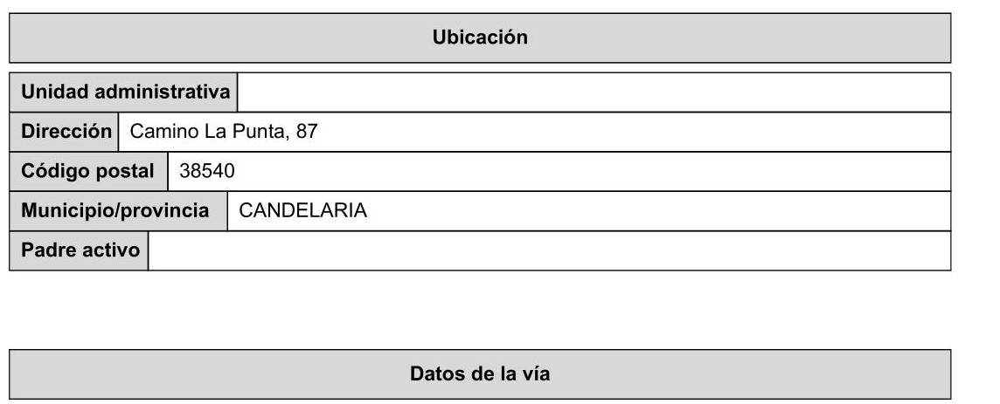 Ubicación
Unidad administrativa
Dirección Camino La Punta, 87
Código postal 38540
Municipio/provincia CANDELARIA
Padre activo
Datos de la vía